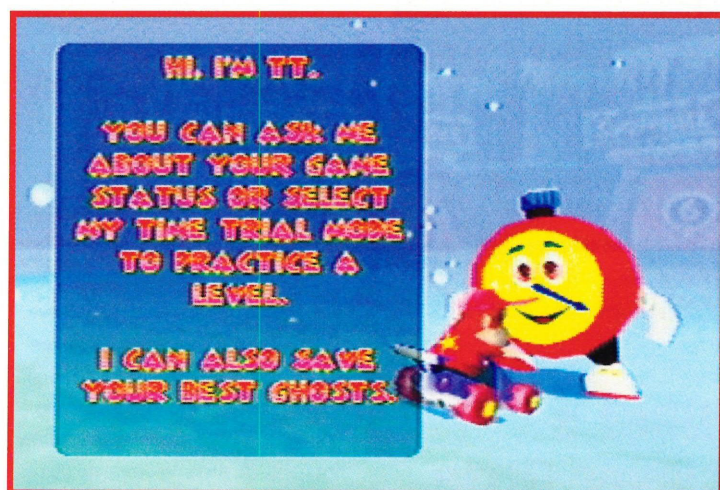 HI, I'M TT.
YOU CAN ASK ME
ABOUT YOUR GAME
STATUS OR SELECT
MY TIME TRIAL MODE
TO PRACTICE A
LEVEL.
I CAN ALSO SAVE
YOUR BEST GHOSTS.